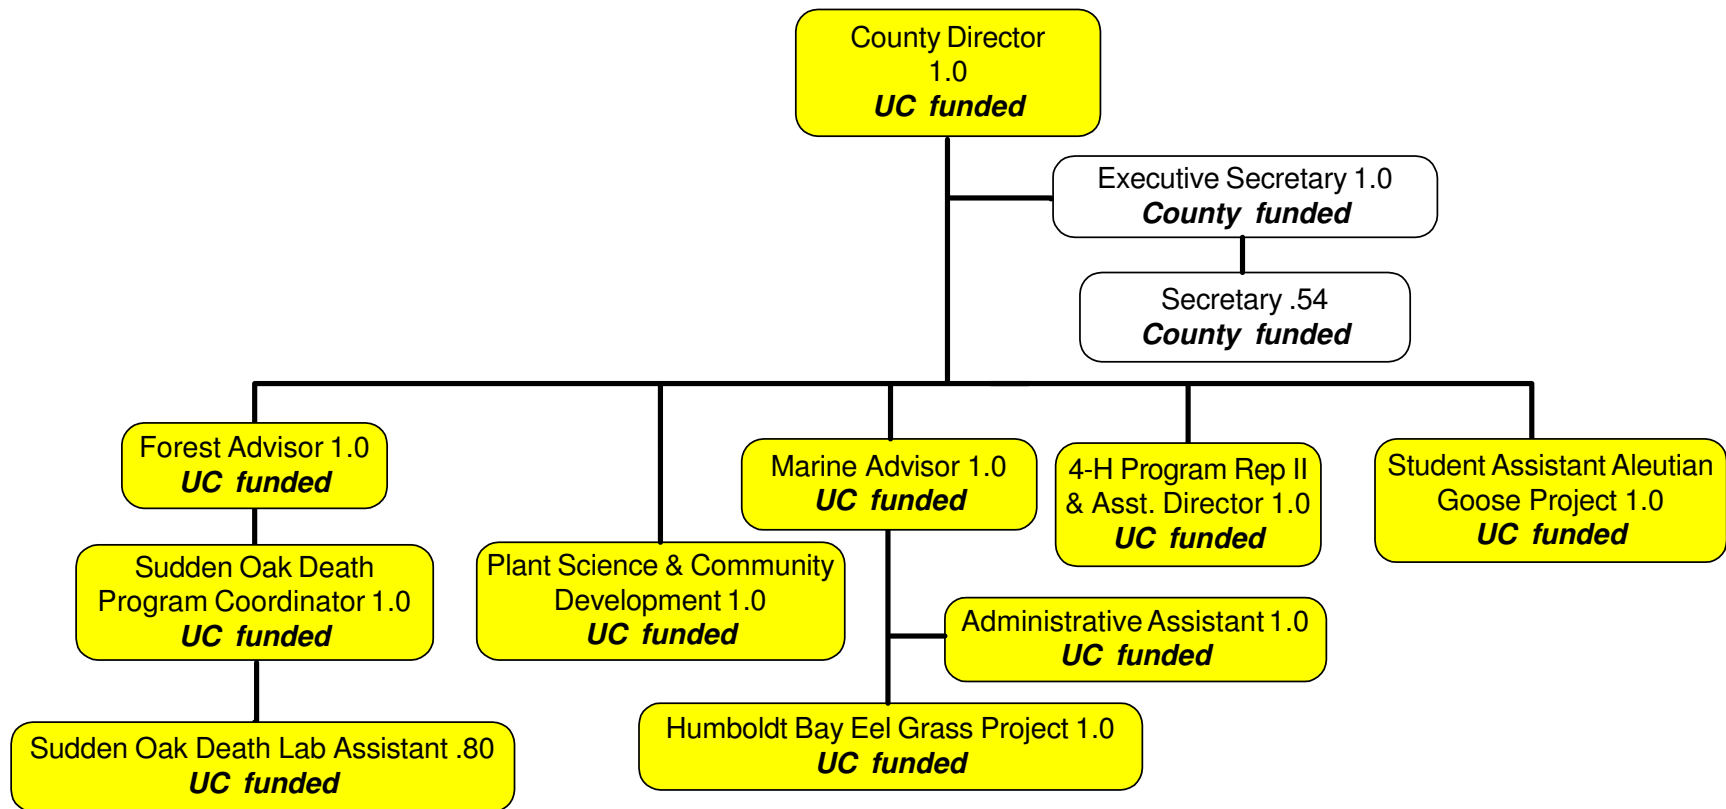 County Director
1.0
UC funded
Executive Secretary 1.0
County funded
Secretary .54
County funded
Forest Advisor 1.0
UC funded
Marine Advisor 1.0
UC funded
4-H Program Rep II
& Asst. Director 1.0
UC funded
Student Assistant Aleutian
Goose Project 1.0
UC funded
Sudden Oak Death
Program Coordinator 1.0
UC funded
Plant Science & Community
Development 1.0
UC funded
Administrative Assistant 1.0
UC funded
Sudden Oak Death Lab Assistant .80
UC funded
Humboldt Bay Eel Grass Project 1.0
UC funded